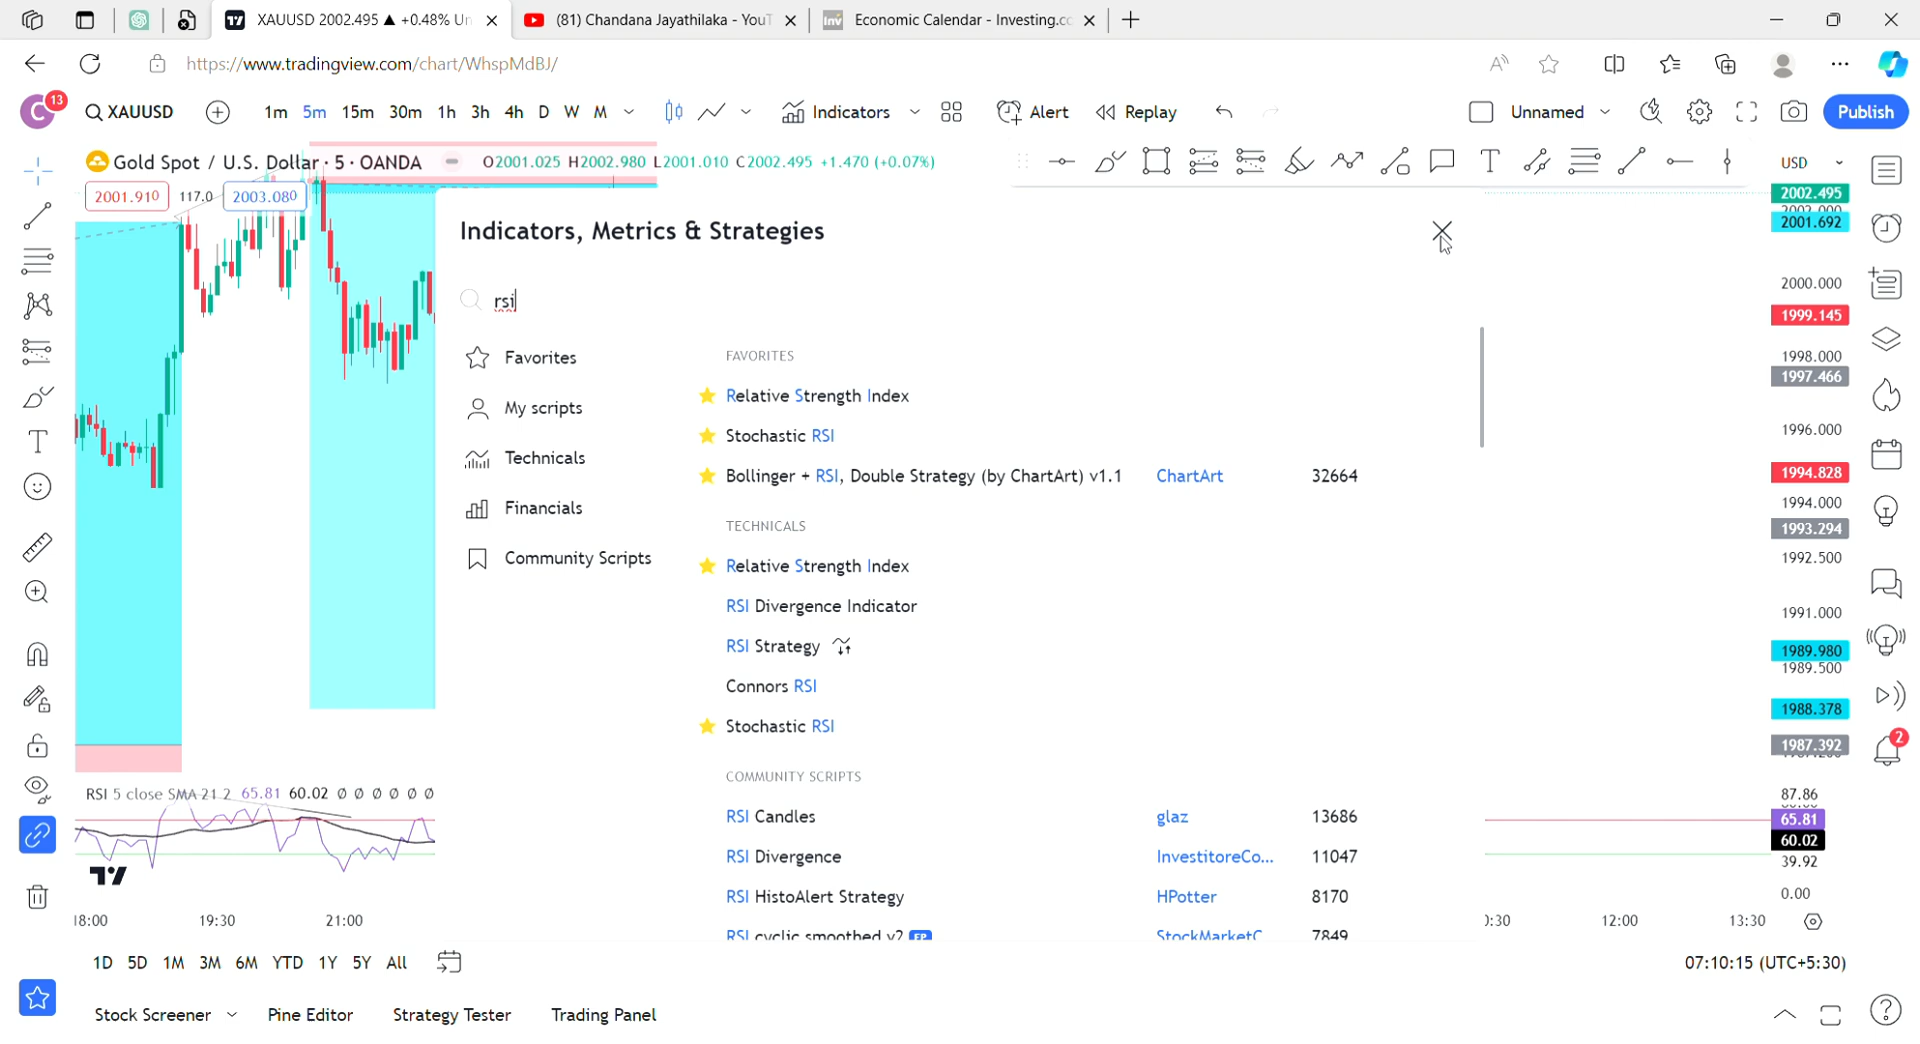 XAUUSD 2002.495 ▲ +0.48% Un
(81) Chandana Jayathilaka - YouT
Economic Calendar - Investing.co
https://www.tradingview.com/chart/WhspMdBJ/
C 13
XAUUSD
1m 5m 15m 30m 1h 3h 4h D W M
Indicators
Alert
Replay
Unnamed
Publish
Gold Spot / U.S. Dollar · 5 · OANDA
O2001.025 H2002.980 L2001.010 C2002.495 +1.470 (+0.07%)
USD
2001.910 117.0 2003.080
2002.495
2001.692
2000.000
1999.145
1998.000
1997.466
1996.000
1994.828
1994.000
1993.294
1992.500
1991.000
1989.980
1989.500
1988.378
1987.392
Indicators, Metrics & Strategies
rsi
Favorites
My scripts
Technicals
Financials
Community Scripts
FAVORITES
Relative Strength Index
Stochastic RSI
Bollinger + RSI, Double Strategy (by ChartArt) v1.1 ChartArt 32664
TECHNICALS
Relative Strength Index
RSI Divergence Indicator
RSI Strategy
Connors RSI
Stochastic RSI
COMMUNITY SCRIPTS
RSI Candles glaz 13686
RSI Divergence InvestitoreCo... 11047
RSI HistoAlert Strategy HPotter 8170
RSI cyclic smoothed v2 EP StockMarketC 7849
2
RSI 5 close SMA 21 2 65.81 60.02 ∅ ∅ ∅ ∅ ∅ ∅
87.86
65.81
60.02
39.92
0.00
18:00 19:30 21:00
12:00 13:30
1D 5D 1M 3M 6M YTD 1Y 5Y All
07:10:15 (UTC+5:30)
Stock Screener Pine Editor Strategy Tester Trading Panel